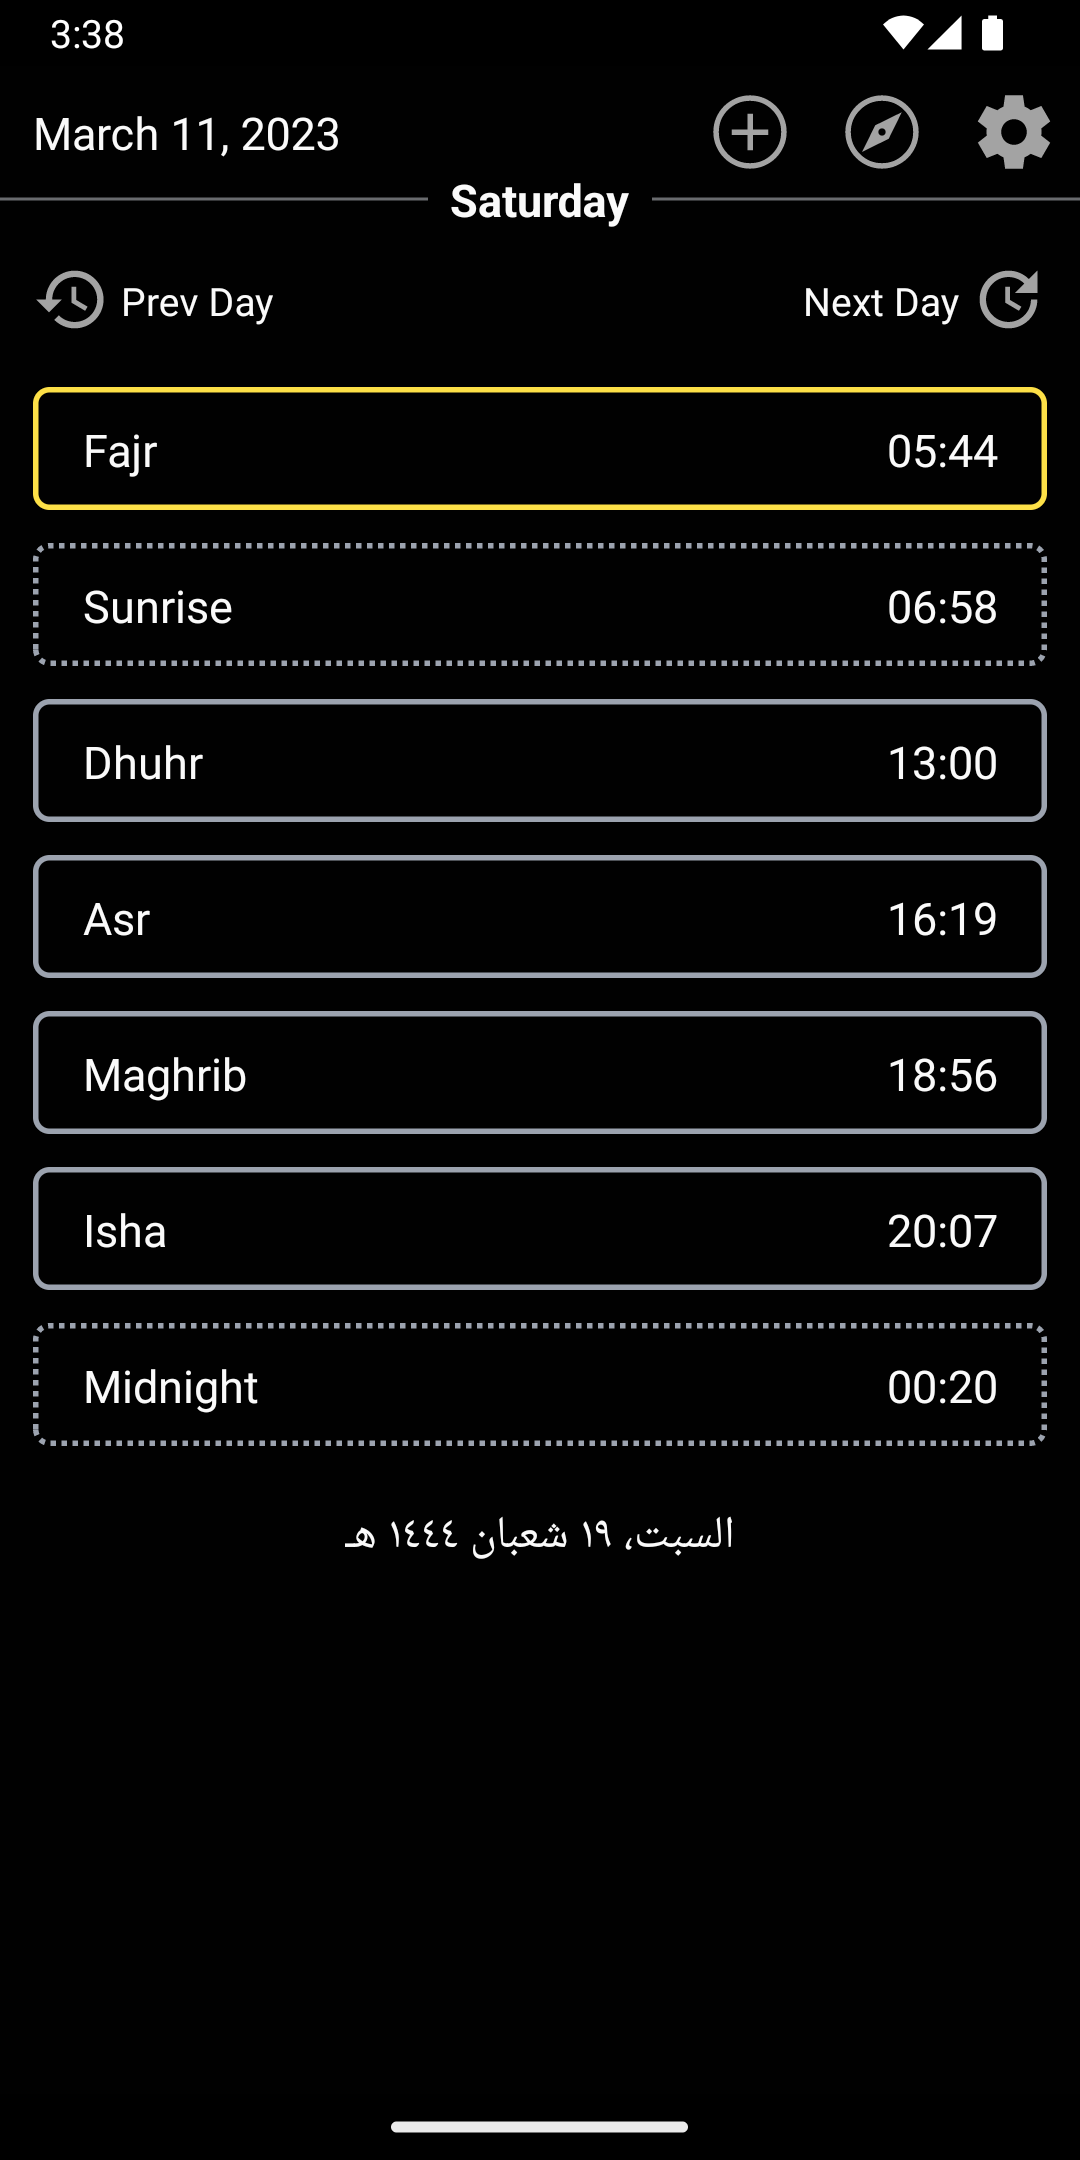 3:38
March 11, 2023
Saturday
Prev Day
Next Day
Fajr 05:44
Sunrise 06:58
Dhuhr 13:00
Asr 16:19
Maghrib 18:56
Isha 20:07
Midnight 00:20
السبت، ١٩ شعبان ١٤٤٤ هـ